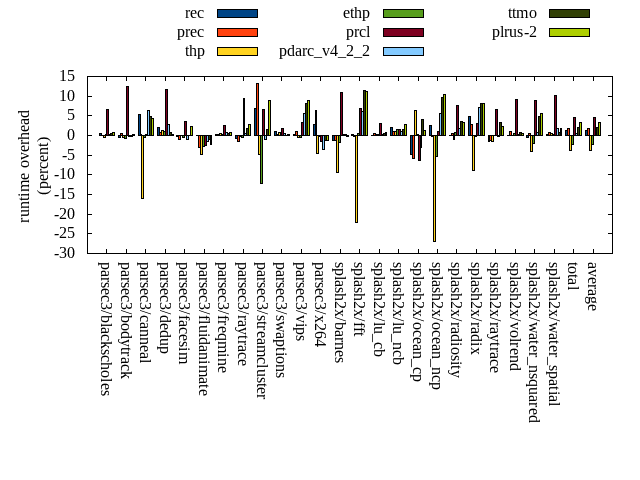 rec
prec
thp
ethp
prcl
pdarc_v4_2_2
ttmo
plrus-2
runtime overhead
(percent)
15
10
5
0
-5
-10
-15
-20
-25
-30
parsec3/blackscholes
parsec3/bodytrack
parsec3/canneal
parsec3/dedup
parsec3/facesim
parsec3/fluidanimate
parsec3/freqmine
parsec3/raytrace
parsec3/streamcluster
parsec3/swaptions
parsec3/vips
parsec3/x264
splash2x/barnes
splash2x/fft
splash2x/lu_cb
splash2x/lu_ncb
splash2x/ocean_cp
splash2x/ocean_ncp
splash2x/radiosity
splash2x/radix
splash2x/raytrace
splash2x/volrend
splash2x/water_nsquared
splash2x/water_spatial
total
average